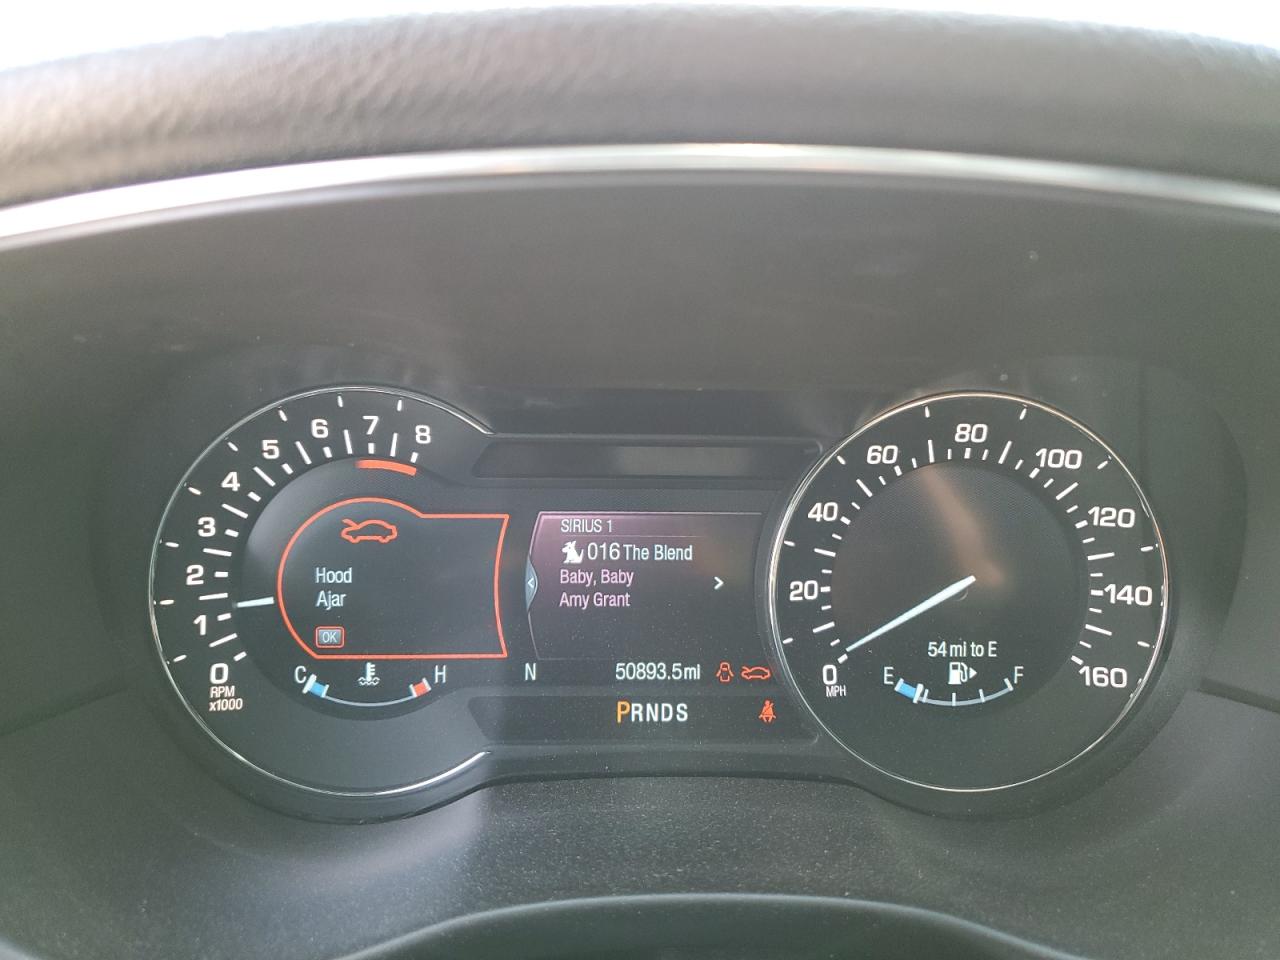 0
1
2
3
4
5
6
7
8
RPM
x1000
Hood
Ajar
OK
C
H
SIRIUS 1
016 The Blend
Baby, Baby
Amy Grant
N
50893.5mi
PRNDS
0
20
40
60
80
100
120
140
160
MPH
54 mi to E
E
F